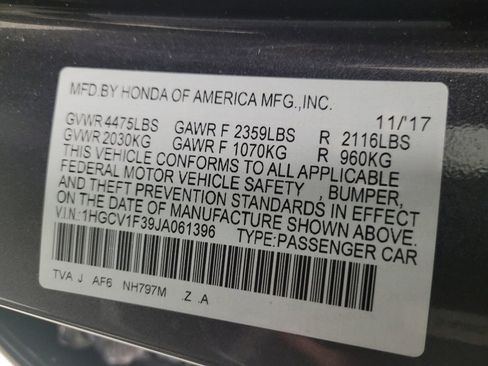 MFD.BY HONDA OF AMERICA MFG.,INC.
11/'17
GVWR 4475LBS GAWR F 2359LBS R 2116LBS
GVWR 2030KG GAWR F 1070KG R 960KG
THIS VEHICLE CONFORMS TO ALL APPLICABLE
FEDERAL MOTOR VEHICLE SAFETY , BUMPER,
AND THEFT PREVENTION STANDARDS IN EFFECT
ON THE DATE OF MANUFACTURE SHOWN ABOVE.
V.I.N.:1HGCV1F39JA061396 TYPE:PASSENGER CAR
TVA J AF6 NH797M .Z .A